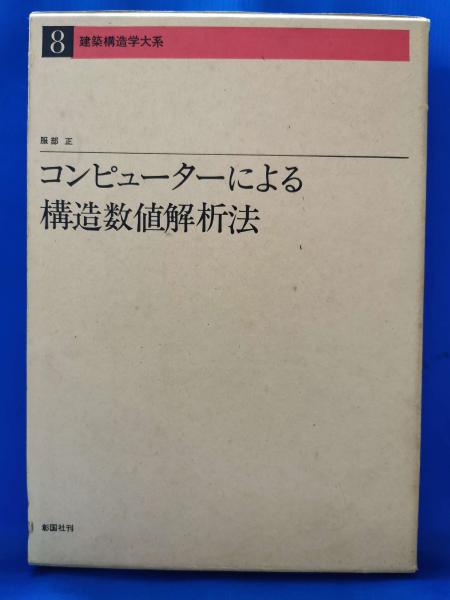 8 建築構造学大系
服部 正
コンピューターによる
構造数値解析法
彰国社刊